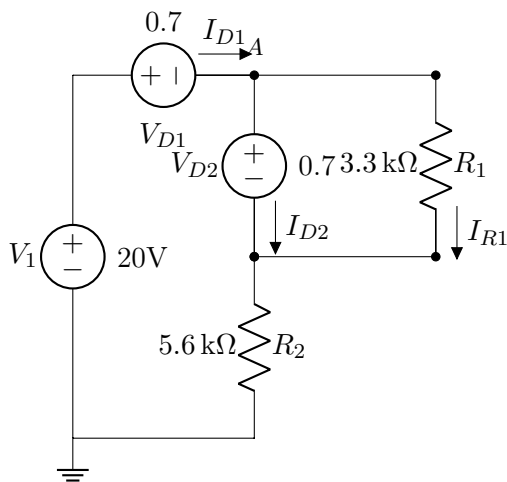 0.7
I_{D1}
A
+ −
V_{D1}
V_{D2}
+
−
0.7
3.3 kΩ
R_1
I_{D2}
I_{R1}
V_1
+
−
20V
5.6 kΩ
R_2